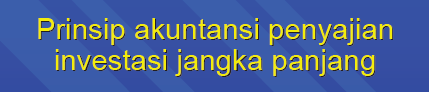 Prinsip akuntansi penyajian
investasi jangka panjang